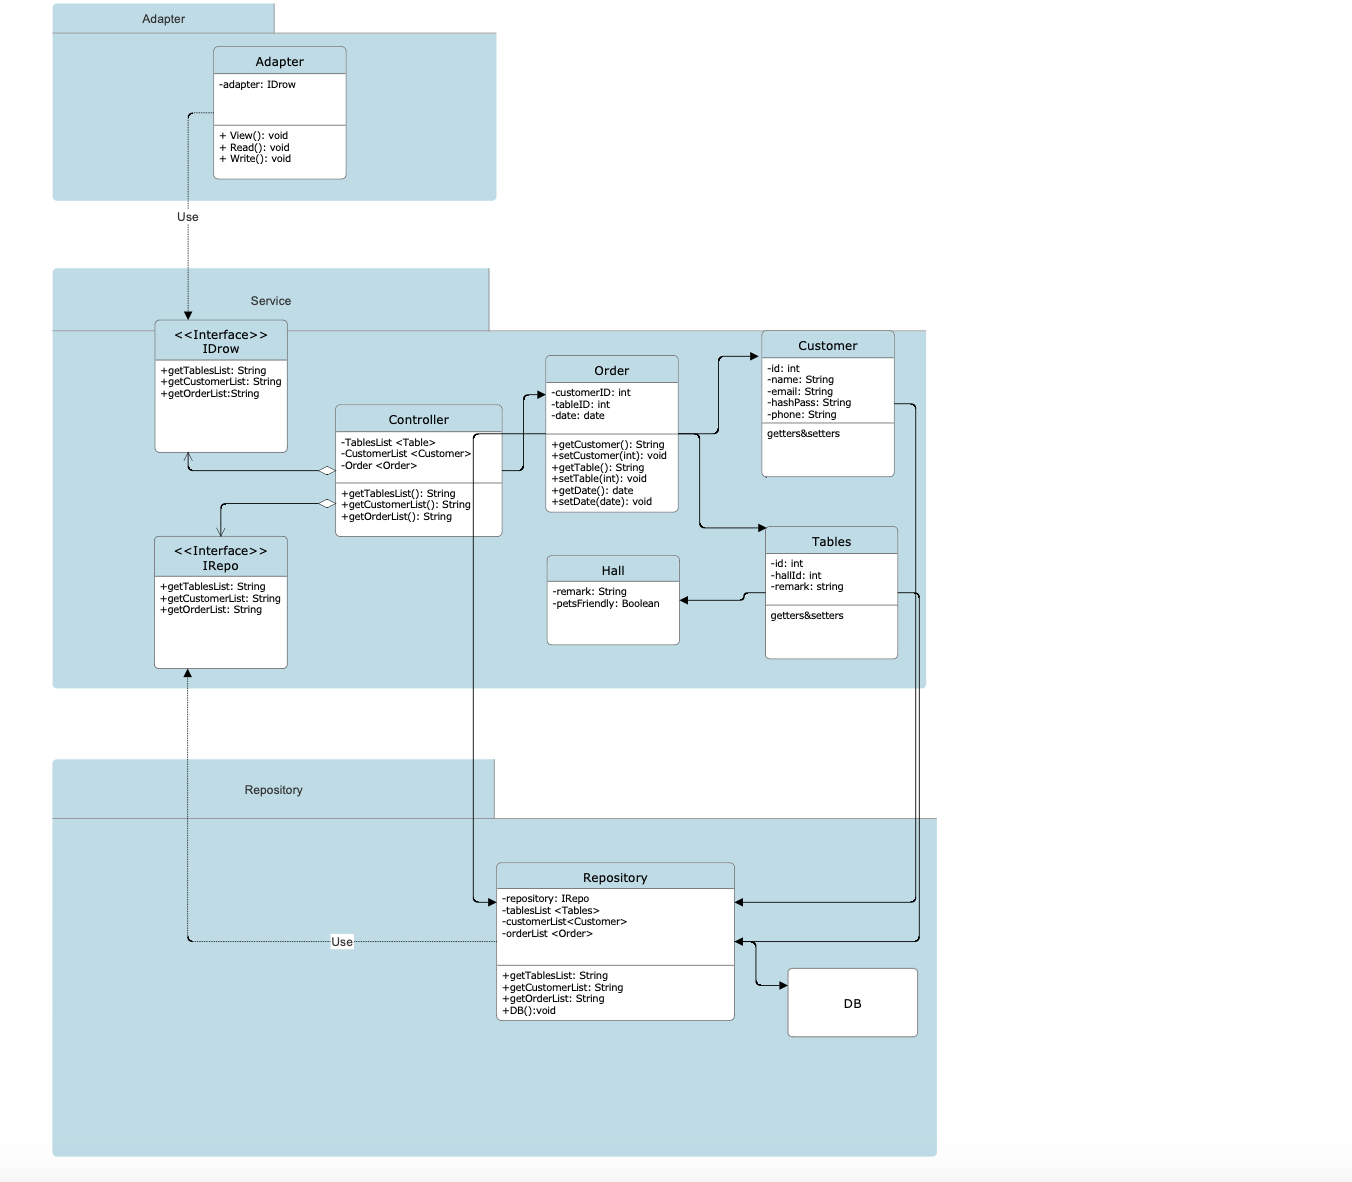 Adapter
Adapter
-adapter: IDrow
+ View(): void
+ Read(): void
+ Write(): void
Use
Service
<<Interface>>
IDrow
+getTablesList: String
+getCustomerList: String
+getOrderList:String
Controller
-TablesList <Table>
-CustomerList <Customer>
-Order <Order>
+getTablesList(): String
+getCustomerList(): String
+getOrderList(): String
Order
-customerID: int
-tableID: int
-date: date
+getCustomer(): String
+setCustomer(int): void
+getTable(): String
+setTable(int): void
+getDate(): date
+setDate(date): void
Customer
-id: int
-name: String
-email: String
-hashPass: String
-phone: String
getters&setters
<<Interface>>
IRepo
+getTablesList: String
+getCustomerList: String
+getOrderList: String
Hall
-remark: String
-petsFriendly: Boolean
Tables
-id: int
-hallId: int
-remark: string
getters&setters
Repository
Repository
-repository: IRepo
-tablesList <Tables>
-customerList<Customer>
-orderList <Order>
+getTablesList: String
+getCustomerList: String
+getOrderList: String
+DB():void
Use
DB